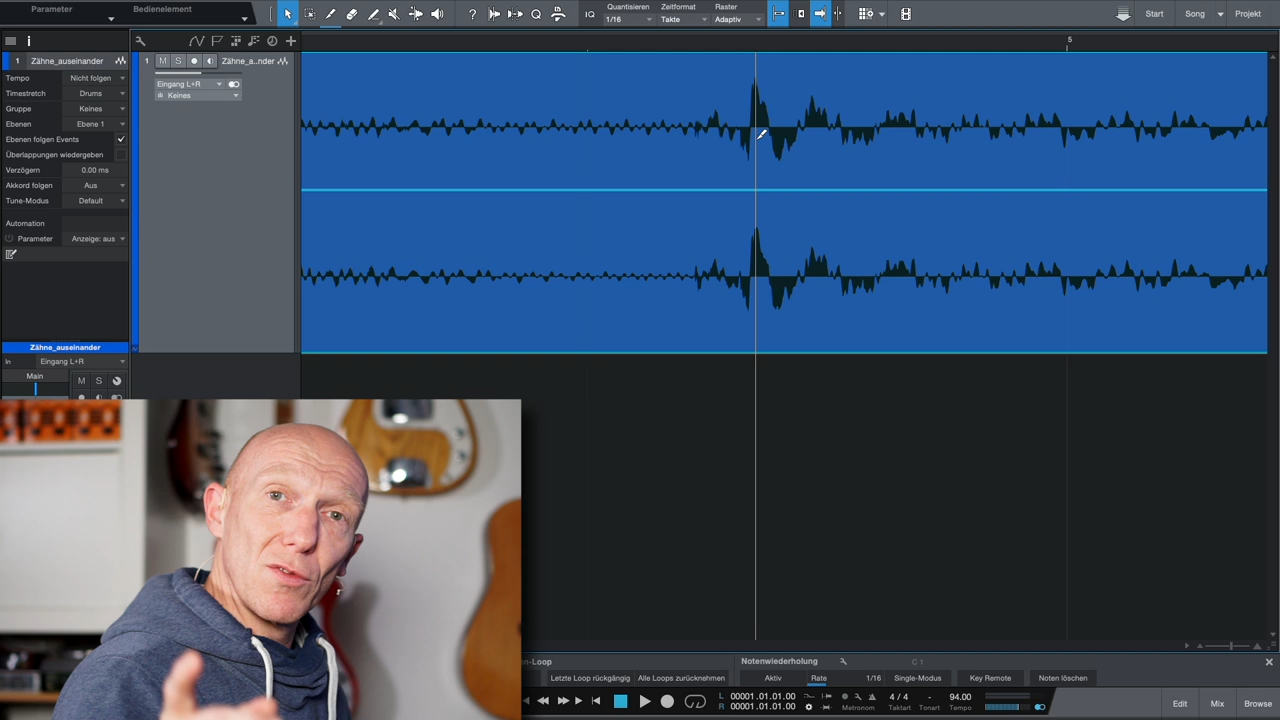 Parameter
Bedienelement
?
IQ
Quantisieren
1/16
Zeitformat
Takte
Raster
Adaptiv
Start
Song
Projekt
i
5
1 Zähne_auseinander
Tempo Nicht folgen
Timestretch Drums
Gruppe Keines
Ebenen Ebene 1
Ebenen folgen Events
Überlappungen wiedergeben
Verzögern 0.00 ms
Akkord folgen Aus
Tune-Modus Default
Automation
Parameter Anzeige: aus
1 M S Zähne_a..nder
Eingang L+R
Keines
Zähne_auseinander
In Eingang L+R
Main
M S
n-Loop
Letzte Loop rückgängig Alle Loops zurücknehmen
Notenwiederholung C 1
Aktiv Rate 1/16 Single-Modus Key Remote Noten löschen
L 00001.01.01.00
R 00001.01.01.00
Metronom
4 / 4
Taktart
-
Tonart
94.00
Tempo
Edit Mix Browse